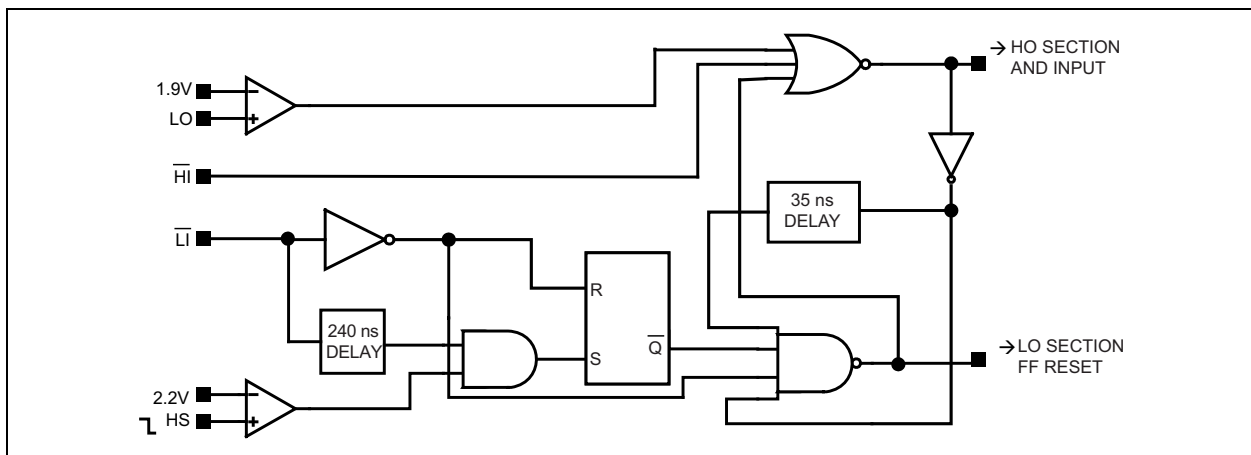 → HO SECTION
AND INPUT
1.9V
−
LO
+
HI
35 ns
DELAY
LI
R
240 ns
DELAY
S
Q
→ LO SECTION
FF RESET
2.2V
−
HS
+